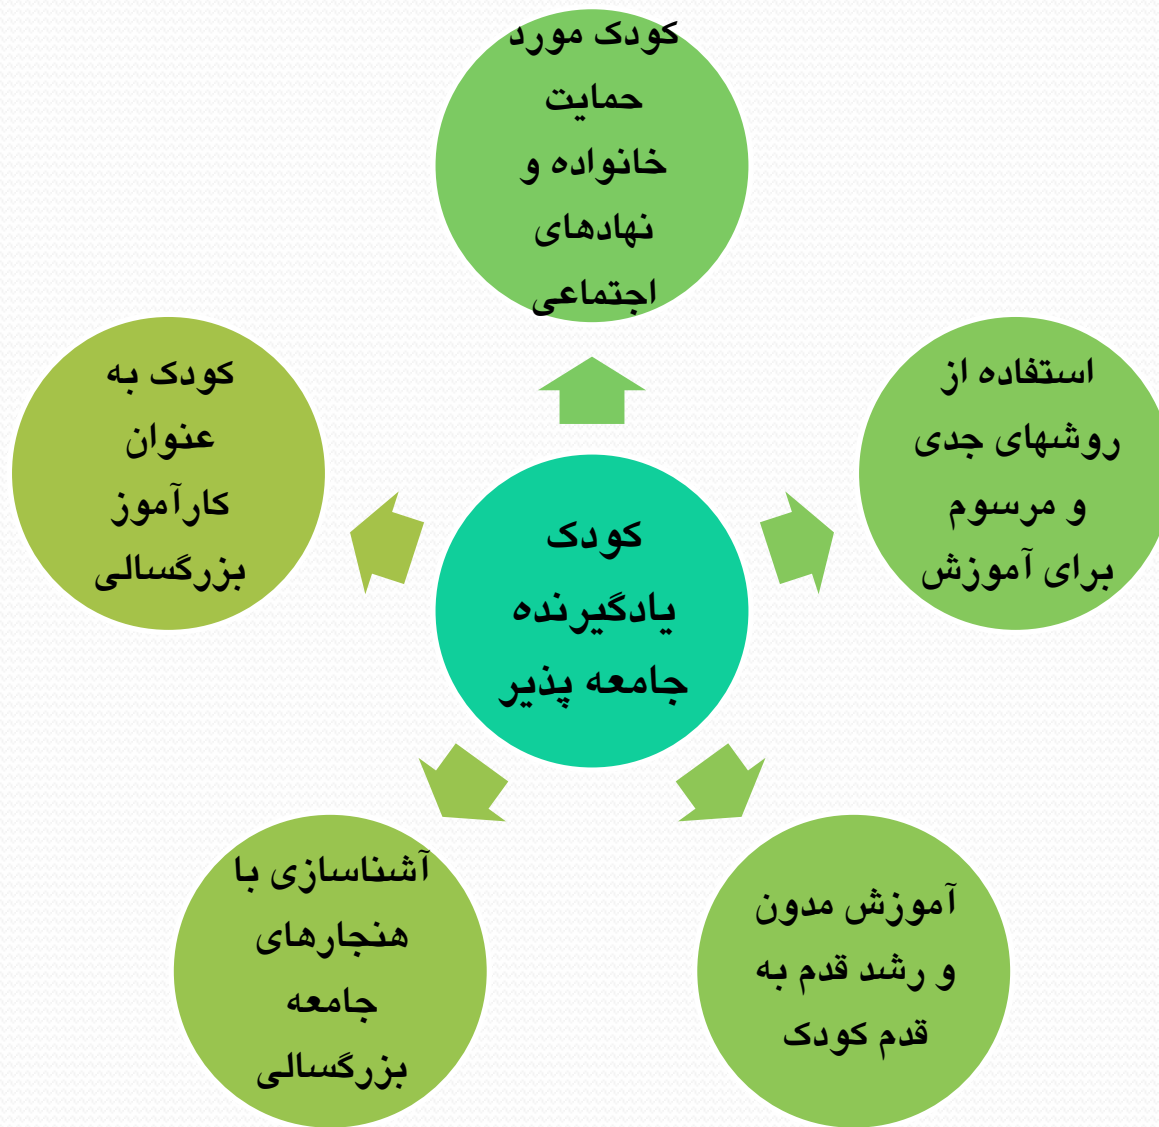 کودک مورد
حمایت
خانواده و
نهادهای
اجتماعی
استفاده از
روشهای جدی
و مرسوم
برای آموزش
آموزش مدون
و رشد قدم به
قدم کودک
آشناسازی با
هنجارهای
جامعه
بزرگسالی
کودک به
عنوان
کارآموز
بزرگسالی
کودک
یادگیرنده
جامعه پذیر